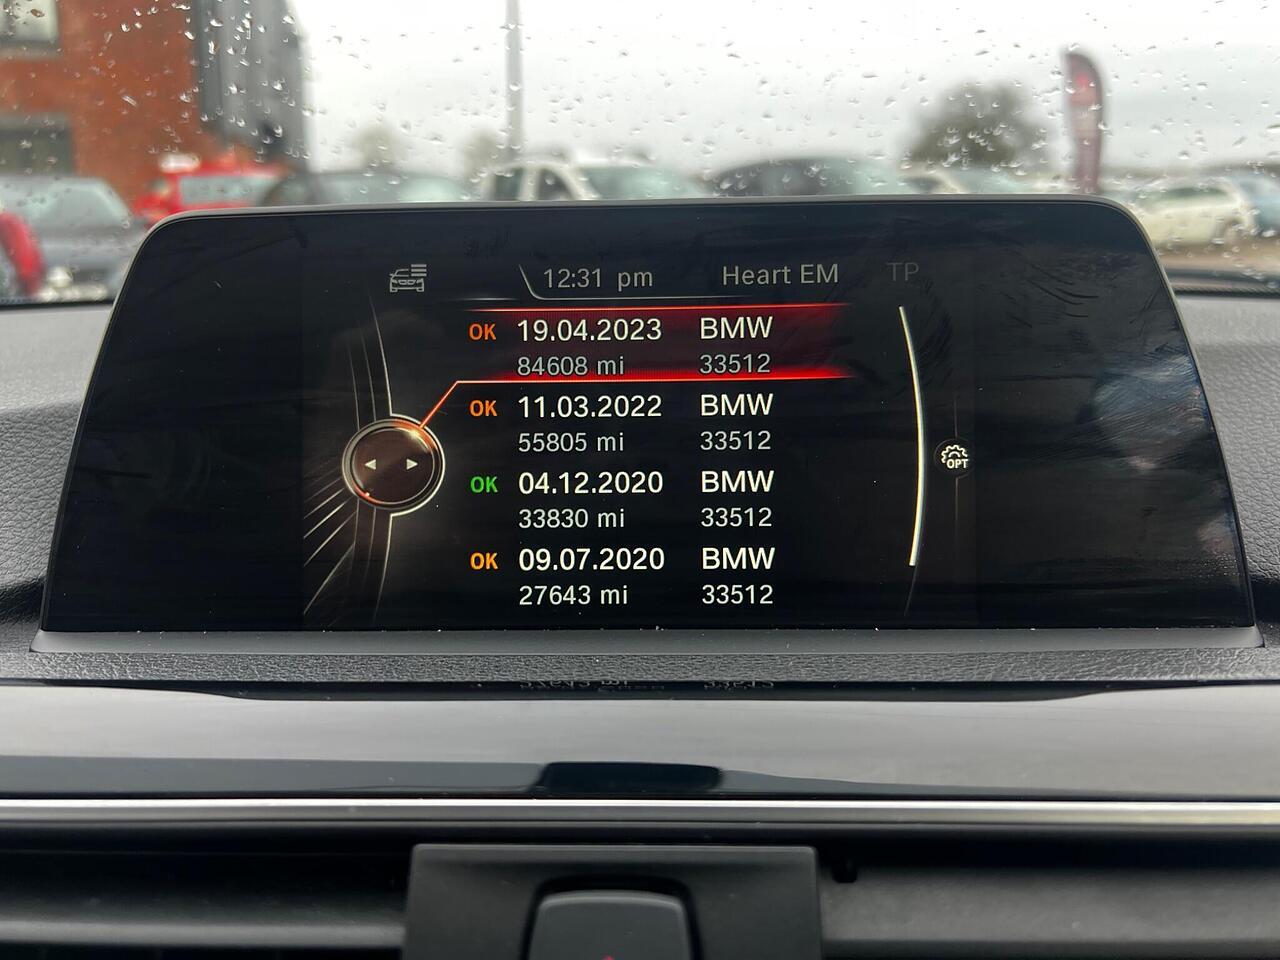 12:31 pm Heart EM TP
OK 19.04.2023 BMW
84608 mi 33512
OK 11.03.2022 BMW
55805 mi 33512
OK 04.12.2020 BMW
33830 mi 33512
OPT
OK 09.07.2020 BMW
27643 mi 33512